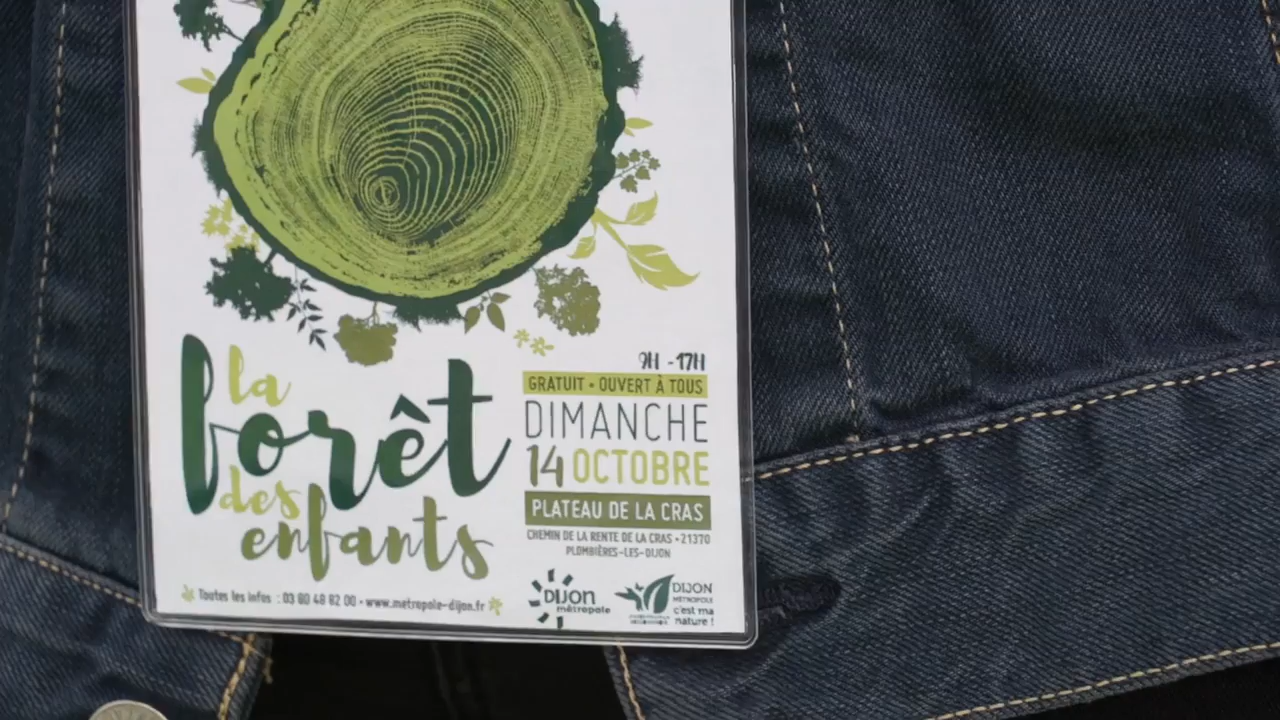 la
forêt
des
enfants
9H - 17H
GRATUIT • OUVERT À TOUS
DIMANCHE
14 OCTOBRE
PLATEAU DE LA CRAS
CHEMIN DE LA RENTE DE LA CRAS • 21370
PLOMBIÈRES-LES-DIJON
Toutes les infos : 03 80 48 82 00 • www.metropole-dijon.fr
DIJON
métropole
DIJON
MÉTROPOLE
c'est ma
nature !